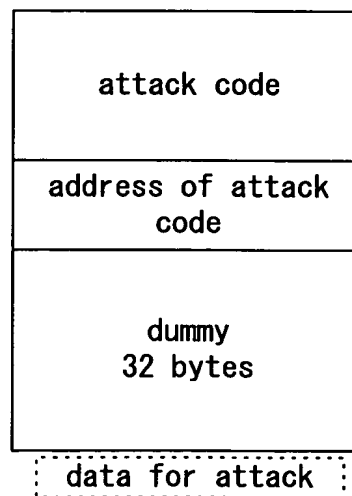 attack code
address of attack
code
dummy
32 bytes
data for attack